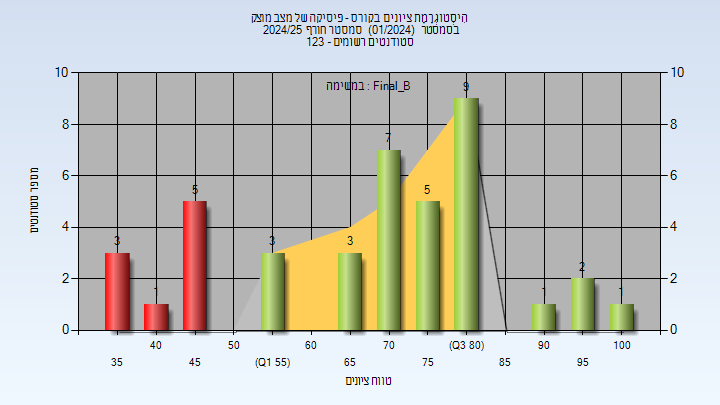 היסטוגרמת ציונים בקורס - פיסיקה של מצב מוצק
בסמסטר (01/2024) סמסטר חורף 2024/25
סטודנטים רשומים - 123
במשימה : Final_B
מספר סטודנטים
10 10
8 8
6 6
4 4
2 2
0 0
3 1 5 3 3 7 5 9 1 2 1
40 50 60 70 (Q3 80) 90 100
35 45 (Q1 55) 65 75 85 95
טווח ציונים